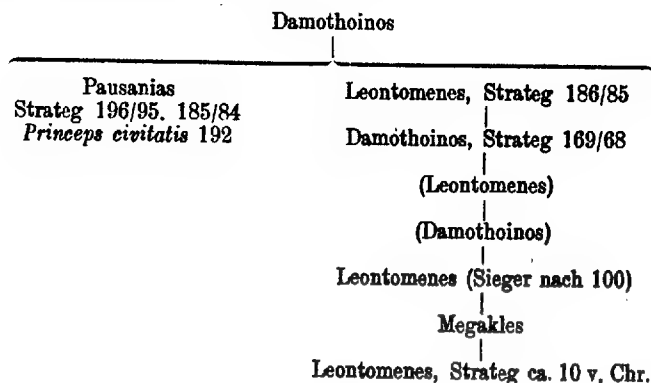 Damothoinos
Pausanias
Strateg 196/95. 185/84
Princeps civitatis 192
Leontomenes, Strateg 186/85
Damothoinos, Strateg 169/68
(Leontomenes)
(Damothoinos)
Leontomenes (Sieger nach 100)
Megakles
Leontomenes, Strateg ca. 10 v. Chr.